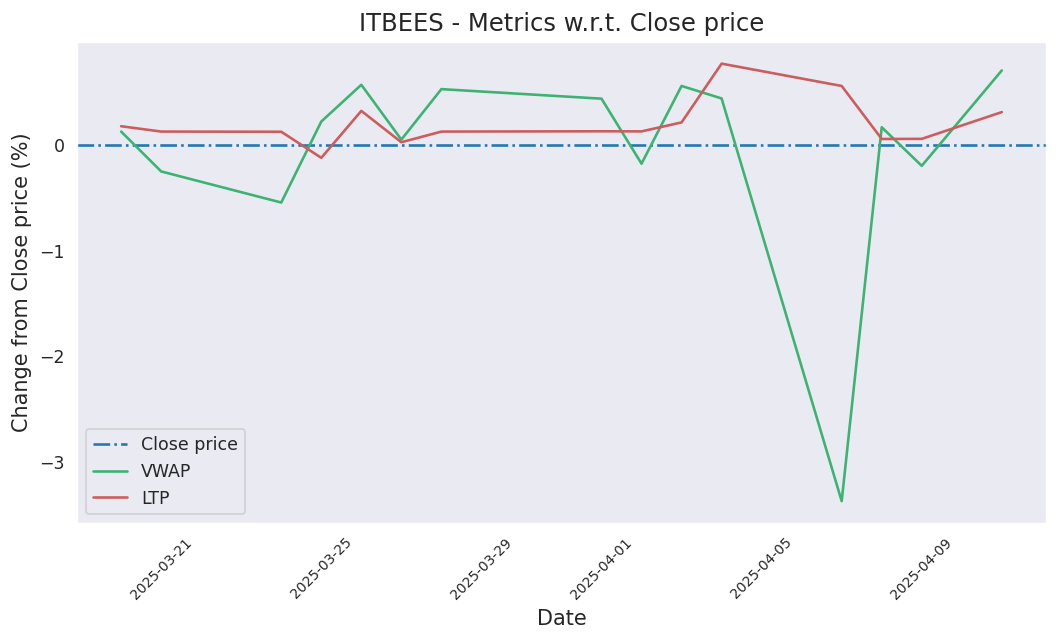 ITBEES - Metrics w.r.t. Close price
Change from Close price (%)
0
−1
−2
−3
Close price
VWAP
LTP
2025-03-21
2025-03-25
2025-03-29
2025-04-01
2025-04-05
2025-04-09
Date